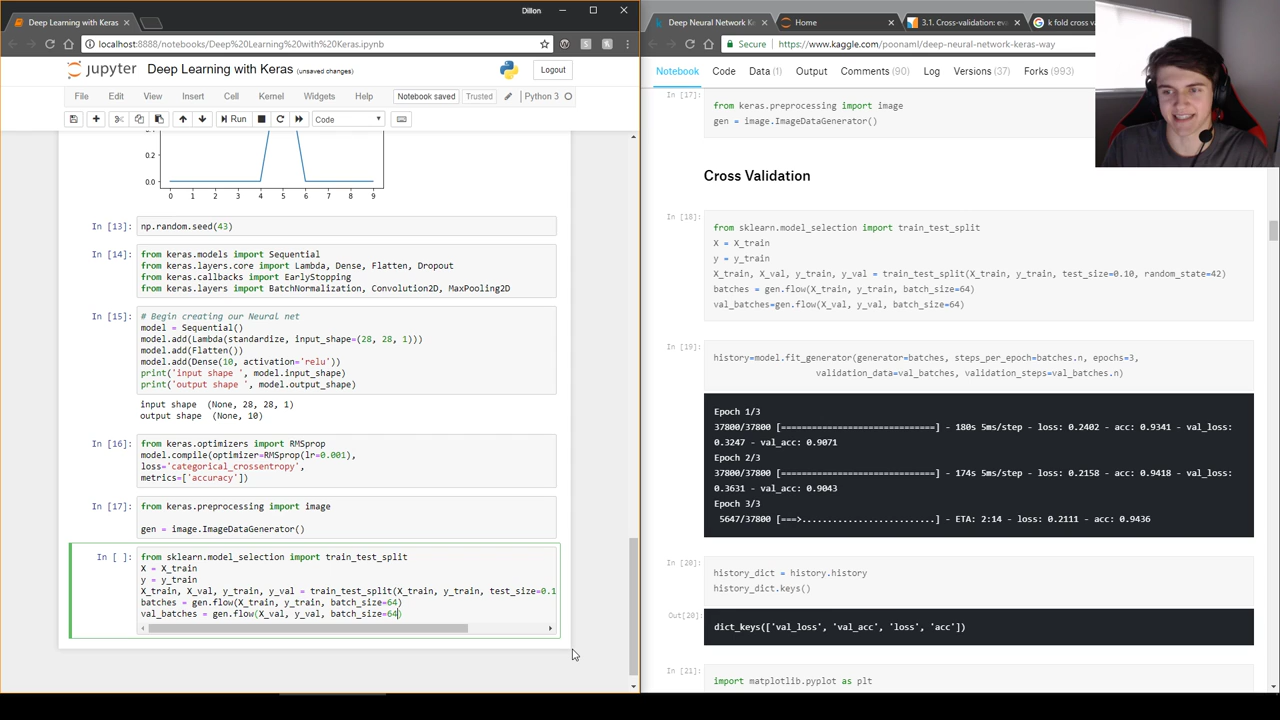 Dillon
Deep Learning with Keras
localhost:8888/notebooks/Deep%20Learning%20with%20Keras.ipynb
jupyter Deep Learning with Keras (unsaved changes)
Logout
File Edit View Insert Cell Kernel Widgets Help Notebook saved Trusted Python 3
Run Code
0.2
0.0
0 1 2 3 4 5 6 7 8 9
In [13]: np.random.seed(43)
In [14]: from keras.models import Sequential
from keras.layers.core import Lambda, Dense, Flatten, Dropout
from keras.callbacks import EarlyStopping
from keras.layers import BatchNormalization, Convolution2D, MaxPooling2D
In [15]: # Begin creating our Neural net
model = Sequential()
model.add(Lambda(standardize, input_shape=(28, 28, 1)))
model.add(Flatten())
model.add(Dense(10, activation='relu'))
print('input shape ', model.input_shape)
print('output shape ', model.output_shape)
input shape  (None, 28, 28, 1)
output shape  (None, 10)
In [16]: from keras.optimizers import RMSprop
model.compile(optimizer=RMSprop(lr=0.001),
loss='categorical_crossentropy',
metrics=['accuracy'])
In [17]: from keras.preprocessing import image
gen = image.ImageDataGenerator()
In [ ]: from sklearn.model_selection import train_test_split
X = X_train
y = y_train
X_train, X_val, y_train, y_val = train_test_split(X_train, y_train, test_size=0.1
batches = gen.flow(X_train, y_train, batch_size=64)
val_batches = gen.flow(X_val, y_val, batch_size=64)
Deep Neural Network K
Home
3.1. Cross-validation: ev
k fold cross v
Secure https://www.kaggle.com/poonaml/deep-neural-network-keras-way
Notebook Code Data (1) Output Comments (90) Log Versions (37) Forks (993)
[17]: from keras.preprocessing import image
gen = image.ImageDataGenerator()
Cross Validation
In [18]: from sklearn.model_selection import train_test_split
X = X_train
y = y_train
X_train, X_val, y_train, y_val = train_test_split(X_train, y_train, test_size=0.10, random_state=42)
batches = gen.flow(X_train, y_train, batch_size=64)
val_batches=gen.flow(X_val, y_val, batch_size=64)
In [19]: history=model.fit_generator(generator=batches, steps_per_epoch=batches.n, epochs=3,
validation_data=val_batches, validation_steps=val_batches.n)
Epoch 1/3
37800/37800 [==============================] - 180s 5ms/step - loss: 0.2402 - acc: 0.9341 - val_loss:
0.3247 - val_acc: 0.9071
Epoch 2/3
37800/37800 [==============================] - 174s 5ms/step - loss: 0.2158 - acc: 0.9418 - val_loss:
0.3631 - val_acc: 0.9043
Epoch 3/3
5647/37800 [===>..........................] - ETA: 2:14 - loss: 0.2111 - acc: 0.9436
In [20]: history_dict = history.history
history_dict.keys()
Out[20]: dict_keys(['val_loss', 'val_acc', 'loss', 'acc'])
In [21]: import matplotlib.pyplot as plt